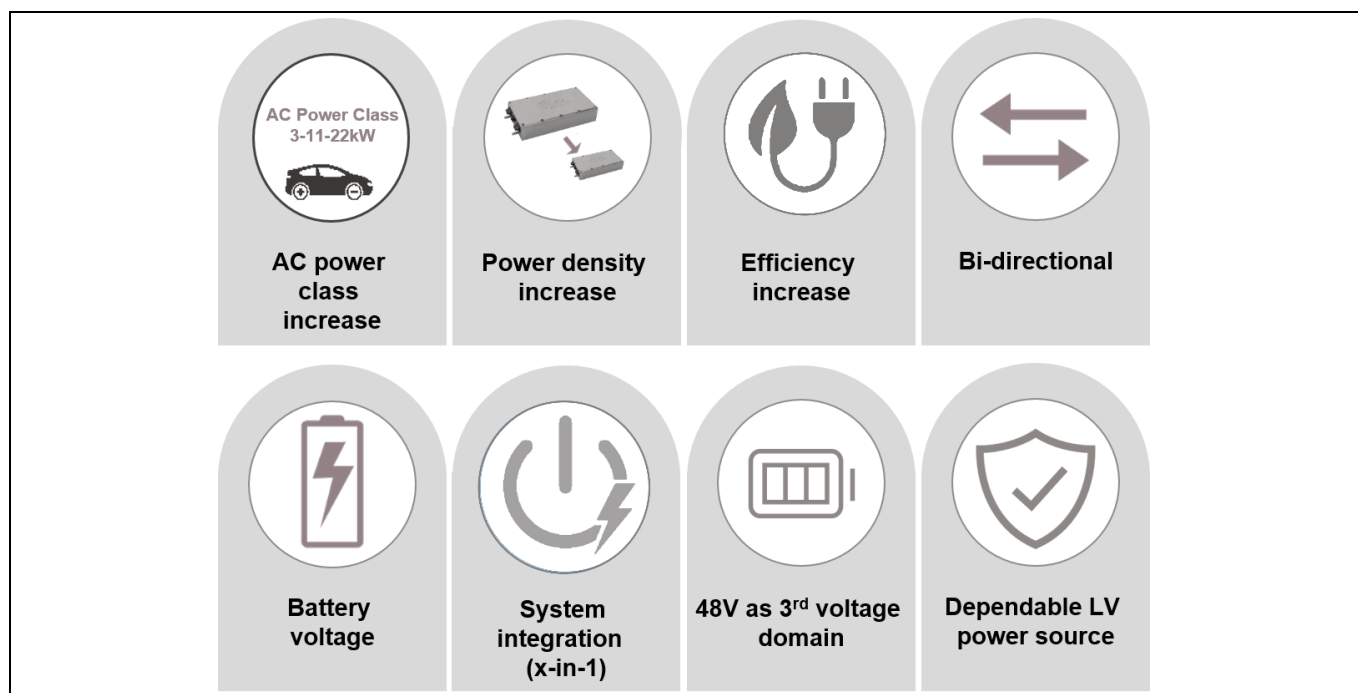 AC Power Class
3-11-22kW
AC power
class
increase
Power density
increase
Efficiency
increase
Bi-directional
Battery
voltage
System
integration
(x-in-1)
48V as 3rd voltage
domain
Dependable LV
power source